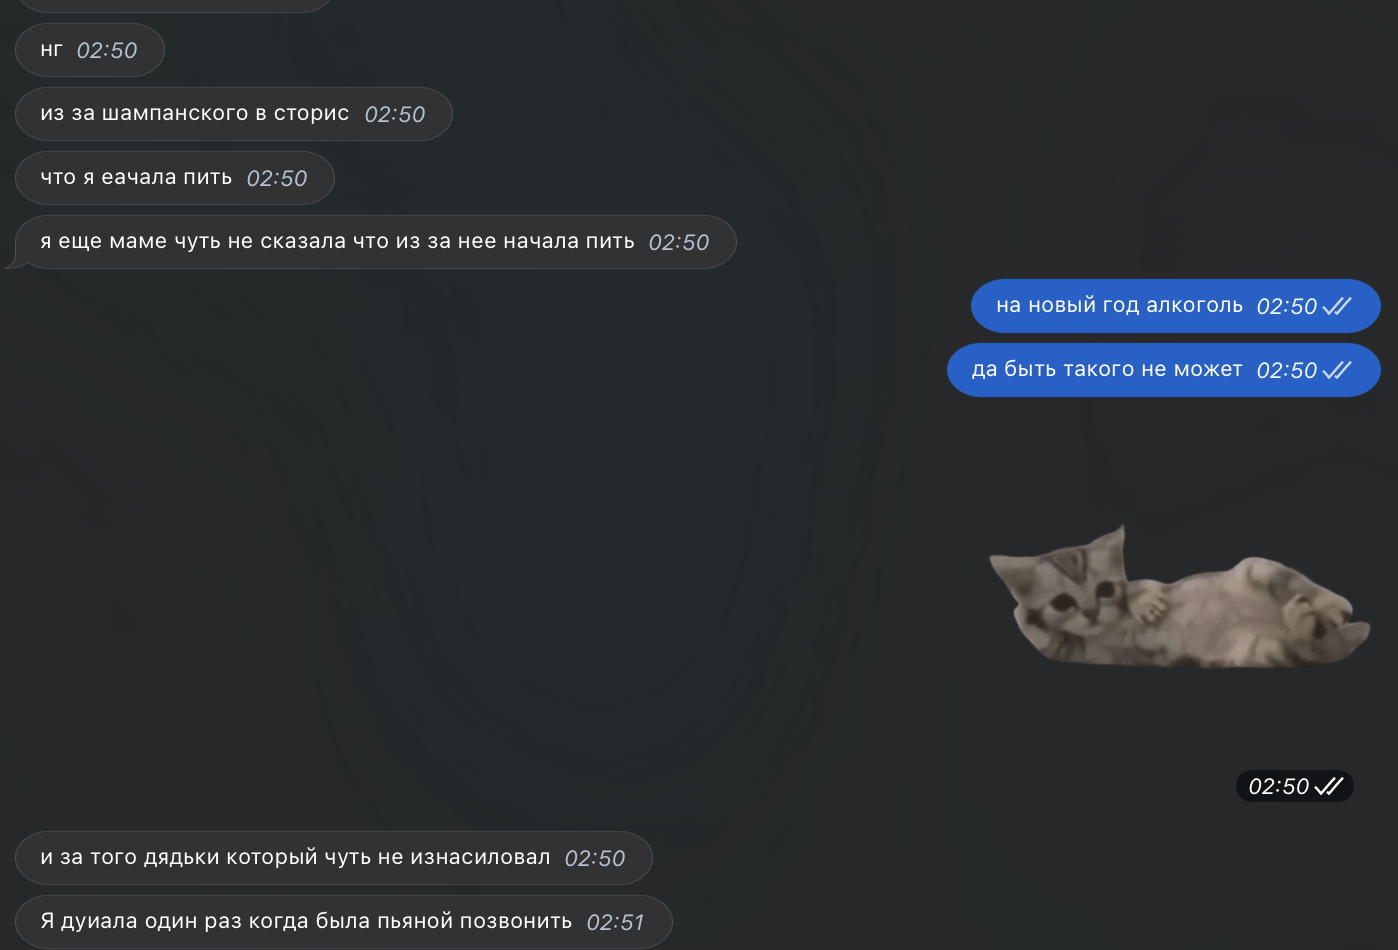 нг 02:50
из за шампанского в сторис 02:50
что я еачала пить 02:50
я еще маме чуть не сказала что из за нее начала пить 02:50
на новый год алкоголь 02:50
да быть такого не может 02:50
02:50
и за того дядьки который чуть не изнасиловал 02:50
Я дуиала один раз когда была пьяной позвонить 02:51